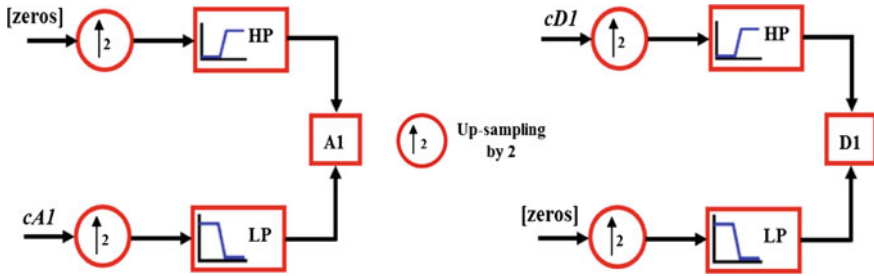 [zeros]
2
HP
cD1
2
HP
A1
2
Up-sampling
by 2
D1
cA1
2
LP
[zeros]
2
LP